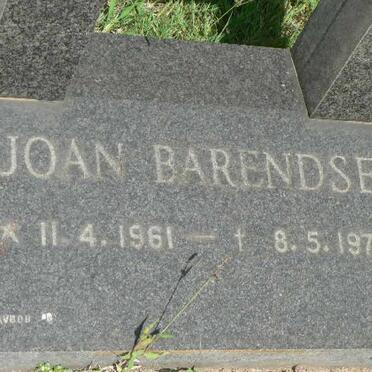 JOAN BARENDSE
* 11.4.1961 — † 8.5.197